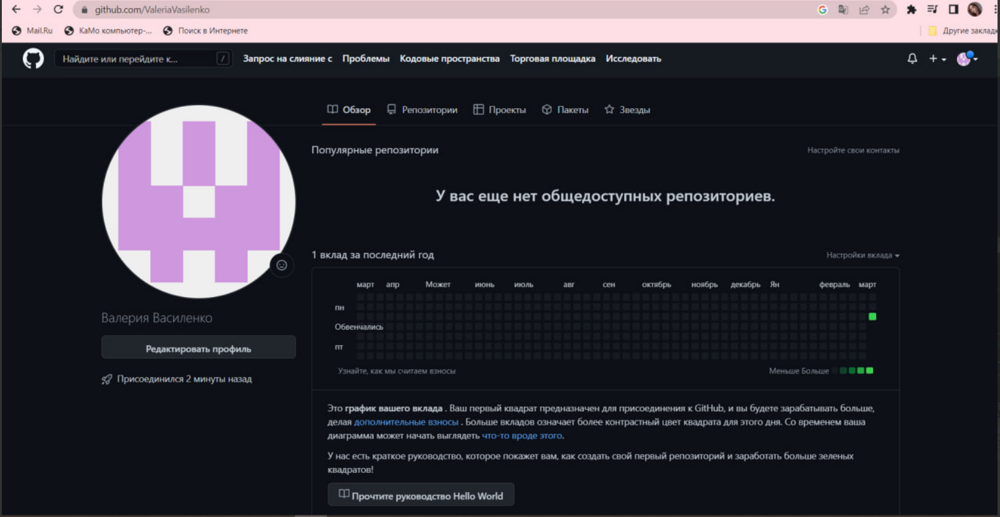 github.com/ValeriaVasilenko
Mail.Ru КаМо компьютер-... Поиск в Интернете Другие заклад
Найдите или перейдите к... / Запрос на слияние с Проблемы Кодовые пространства Торговая площадка Исследовать
Обзор Репозитории Проекты Пакеты Звезды
Популярные репозитории Настройте свои контакты
У вас еще нет общедоступных репозиториев.
1 вклад за последний год Настройки вклада
март апр Может июнь июль авг сен октябрь ноябрь декабрь Ян февраль март
пн
Обвенчались
пт
Узнайте, как мы считаем взносы Меньше Больше
Валерия Василенко
Редактировать профиль
Присоединился 2 минуты назад
Это график вашего вклада . Ваш первый квадрат предназначен для присоединения к GitHub, и вы будете зарабатывать больше,
делая дополнительные взносы . Больше вкладов означает более контрастный цвет квадрата для этого дня. Со временем ваша
диаграмма может начать выглядеть что-то вроде этого.
У нас есть краткое руководство, которое покажет вам, как создать свой первый репозиторий и заработать больше зеленых
квадратов!
Прочтите руководство Hello World